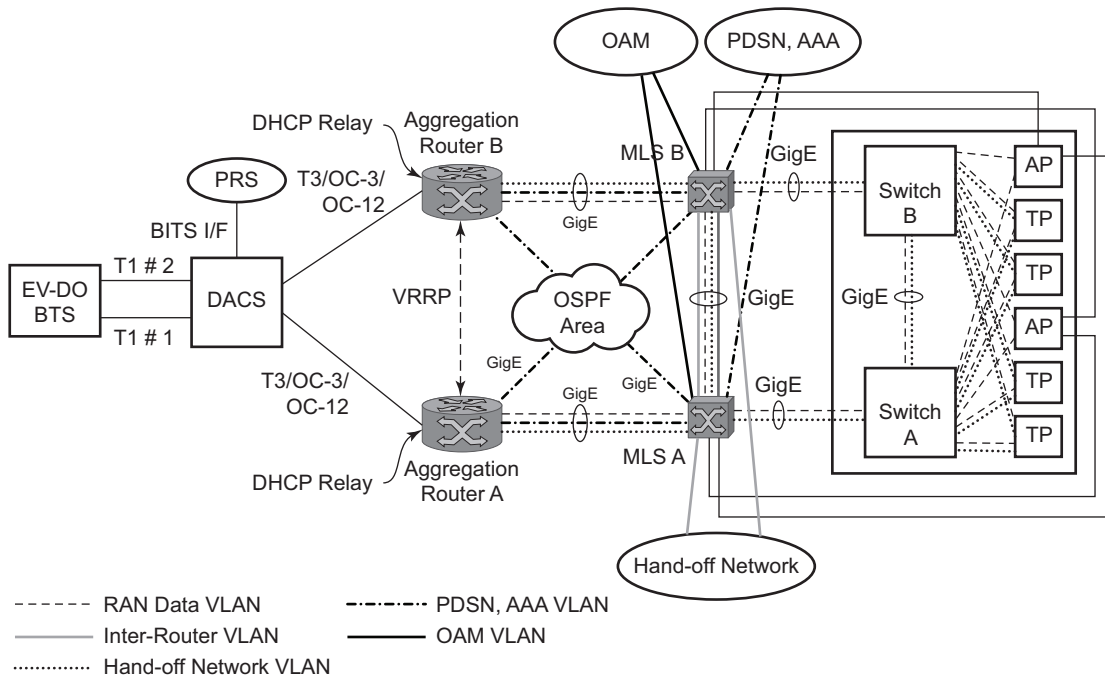 OAM
PDSN, AAA
DHCP Relay
Aggregation
Router B
MLS B
GigE
AP
PRS
T3/OC-3/
OC-12
Switch
B
TP
GigE
BITS I/F
T1 # 2
EV-DO
BTS
DACS
VRRP
OSPF
Area
GigE
GigE
TP
T1 # 1
AP
GigE
GigE
GigE
GigE
T3/OC-3/
OC-12
Switch
A
TP
TP
MLS A
DHCP Relay
Aggregation
Router A
Hand-off Network
RAN Data VLAN
PDSN, AAA VLAN
Inter-Router VLAN
OAM VLAN
Hand-off Network VLAN